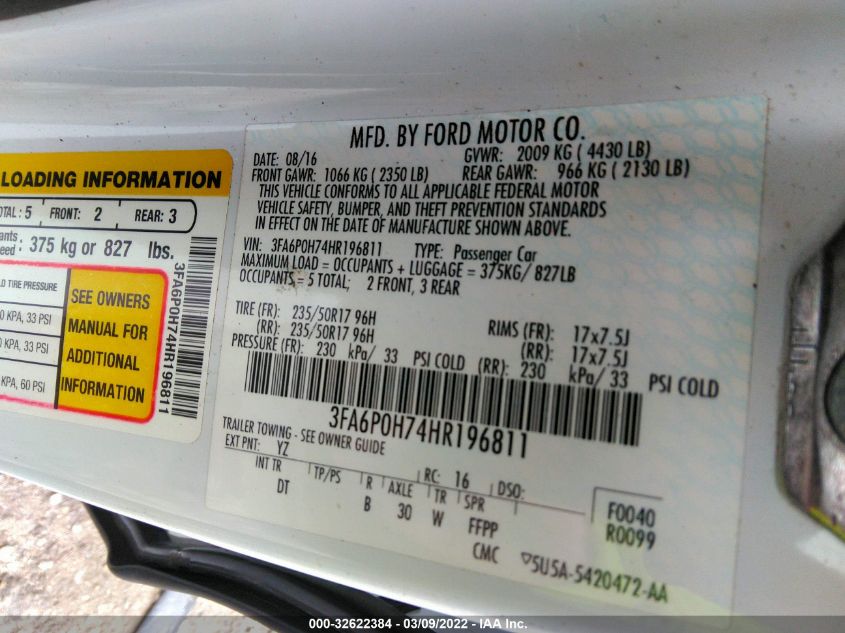 LOADING INFORMATION
TOTAL: 5 FRONT: 2 REAR: 3
375 kg or 827 lbs.
TIRE PRESSURE
KPA, 33 PSI
KPA, 33 PSI
KPA, 60 PSI
SEE OWNERS
MANUAL FOR
ADDITIONAL
INFORMATION
3FA6P0H74HR196811
MFD. BY FORD MOTOR CO.
DATE: 08/16 GVWR: 2009 KG ( 4430 LB)
FRONT GAWR: 1066 KG ( 2350 LB) REAR GAWR: 966 KG ( 2130 LB)
THIS VEHICLE CONFORMS TO ALL APPLICABLE FEDERAL MOTOR
VEHICLE SAFETY, BUMPER, AND THEFT PREVENTION STANDARDS
IN EFFECT ON THE DATE OF MANUFACTURE SHOWN ABOVE.
VIN: 3FA6P0H74HR196811 TYPE: Passenger Car
MAXIMUM LOAD = OCCUPANTS + LUGGAGE = 375KG/ 827LB
OCCUPANTS = 5 TOTAL; 2 FRONT, 3 REAR
TIRE (FR): 235/50R17 96H RIMS (FR): 17x7.5J
(RR): 235/50R17 96H (RR): 17x7.5J
PRESSURE (FR): 230 kPa/ 33 PSI COLD (RR): 230 kPa/ 33 PSI COLD
3FA6P0H74HR196811
TRAILER TOWING - SEE OWNER GUIDE
EXT PNT: YZ RC: 16 DSO:
INT TR TP/PS R AXLE TR SPR
DT B 30 W FFPP
CMC
F0040
R0099
5U5A-5420472-AA
000-32622384 - 03/09/2022 - IAA, Inc.